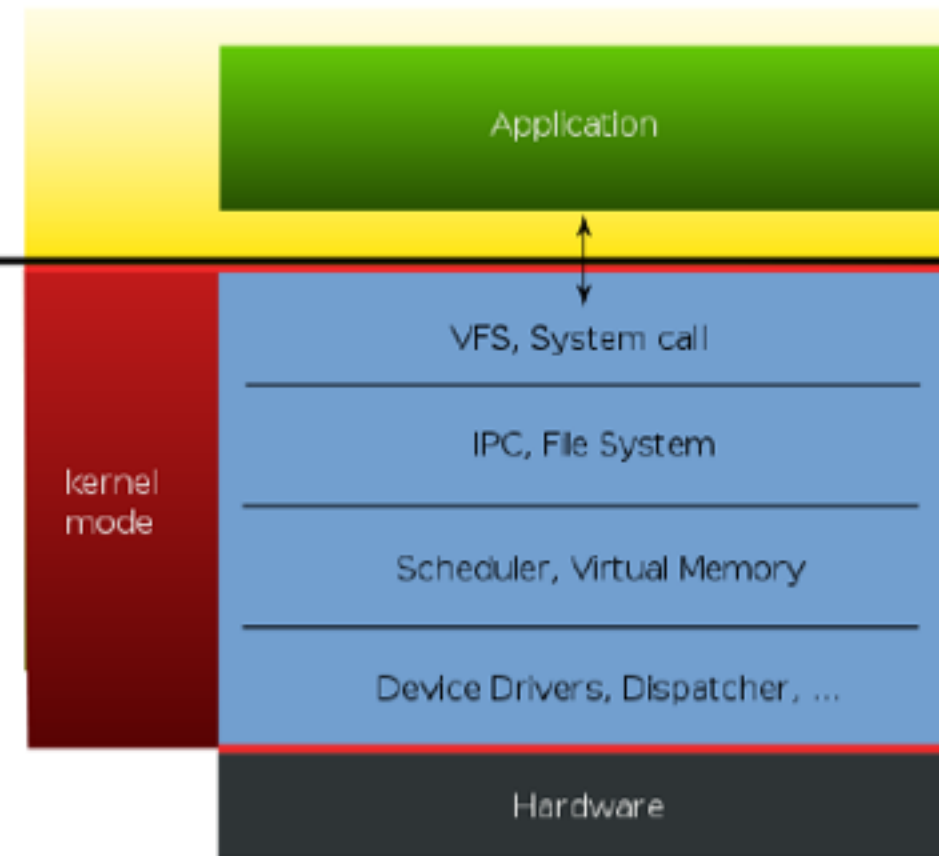 Application
VFS, System call
IPC, File System
kernel
mode
Scheduler, Virtual Memory
Device Drivers, Dispatcher, ...
Hardware